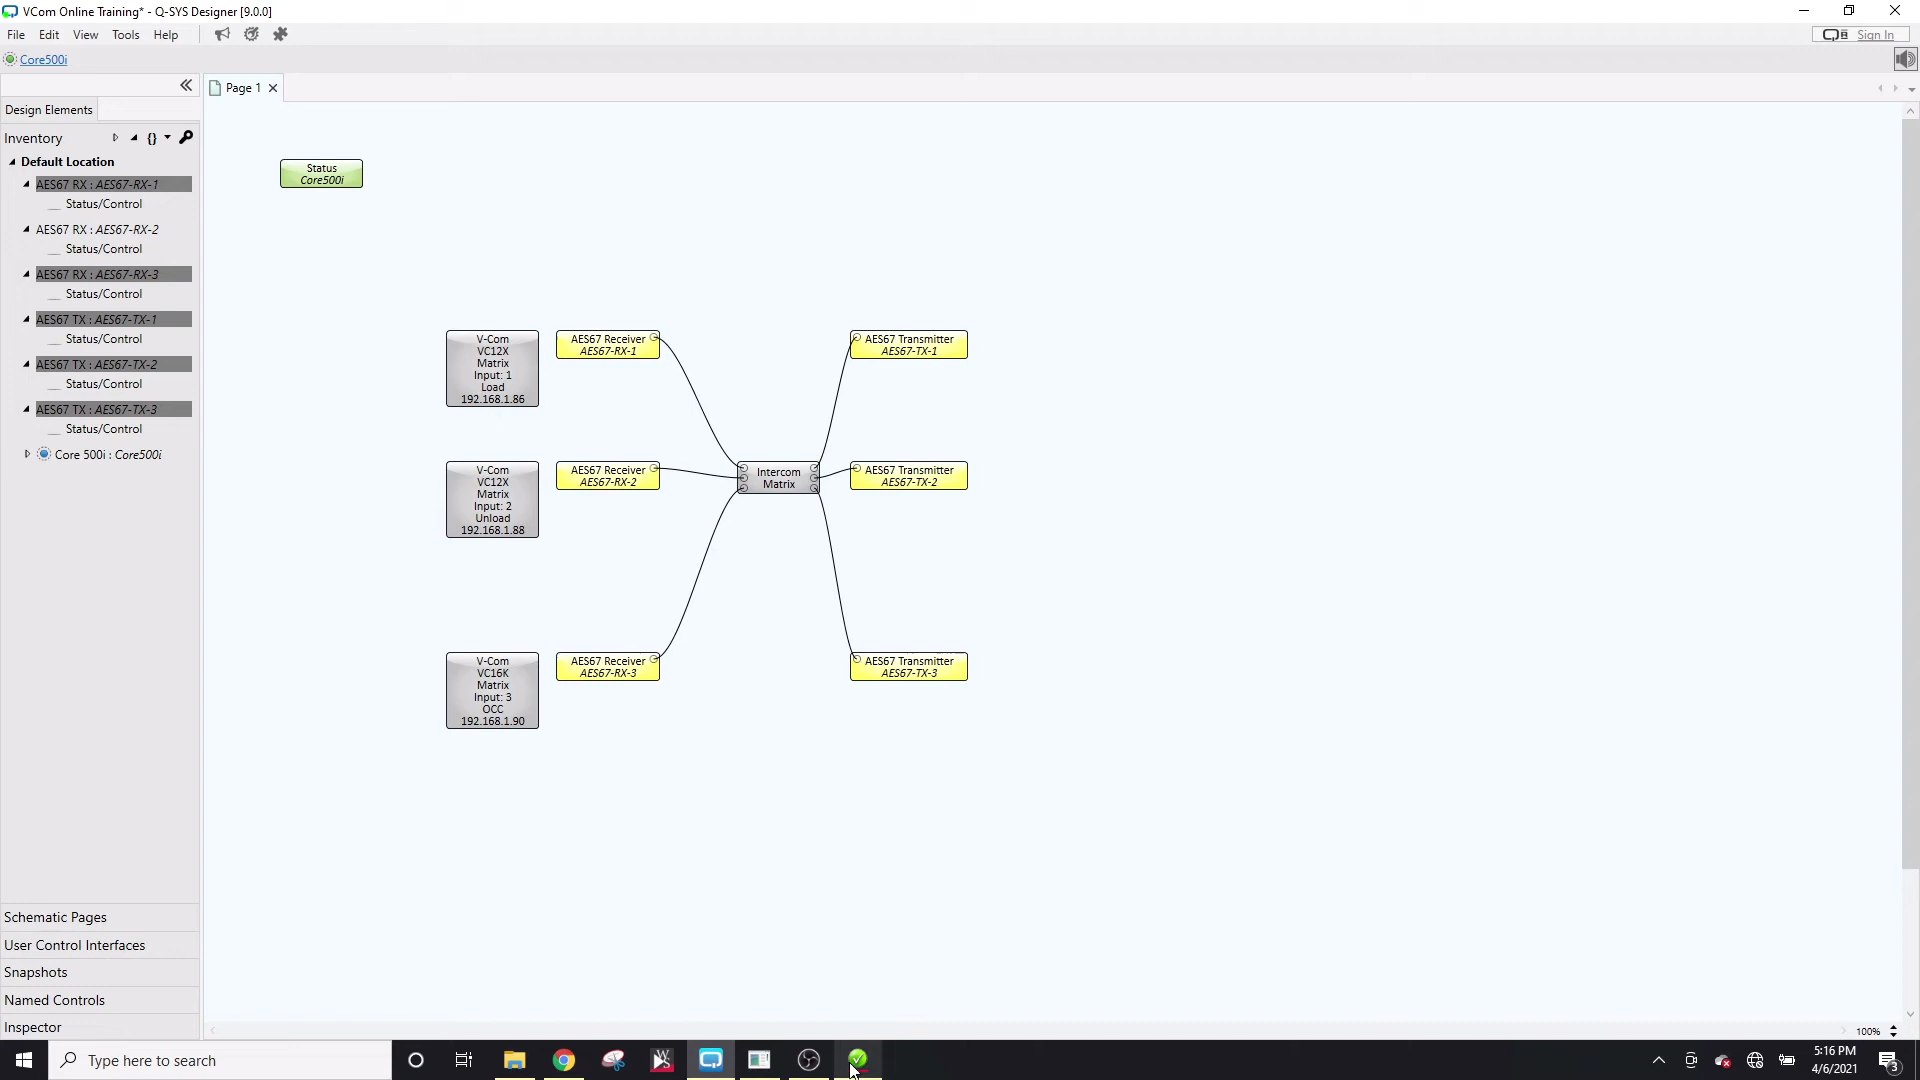 VCom Online Training* - Q-SYS Designer [9.0.0]
File Edit View Tools Help
Sign In
Core500i
Page 1
Design Elements
Inventory
{}
Default Location
AES67 RX : AES67-RX-1
Status/Control
AES67 RX : AES67-RX-2
Status/Control
AES67 RX : AES67-RX-3
Status/Control
AES67 TX : AES67-TX-1
Status/Control
AES67 TX : AES67-TX-2
Status/Control
AES67 TX : AES67-TX-3
Status/Control
Core 500i : Core500i
Schematic Pages
User Control Interfaces
Snapshots
Named Controls
Inspector
Status
Core500i
V-Com
VC12X
Matrix
Input: 1
Load
192.168.1.86
AES67 Receiver
AES67-RX-1
AES67 Transmitter
AES67-TX-1
V-Com
VC12X
Matrix
Input: 2
Unload
192.168.1.88
AES67 Receiver
AES67-RX-2
Intercom
Matrix
AES67 Transmitter
AES67-TX-2
V-Com
VC16K
Matrix
Input: 3
OCC
192.168.1.90
AES67 Receiver
AES67-RX-3
AES67 Transmitter
AES67-TX-3
100%
Type here to search
5:16 PM
4/6/2021
3